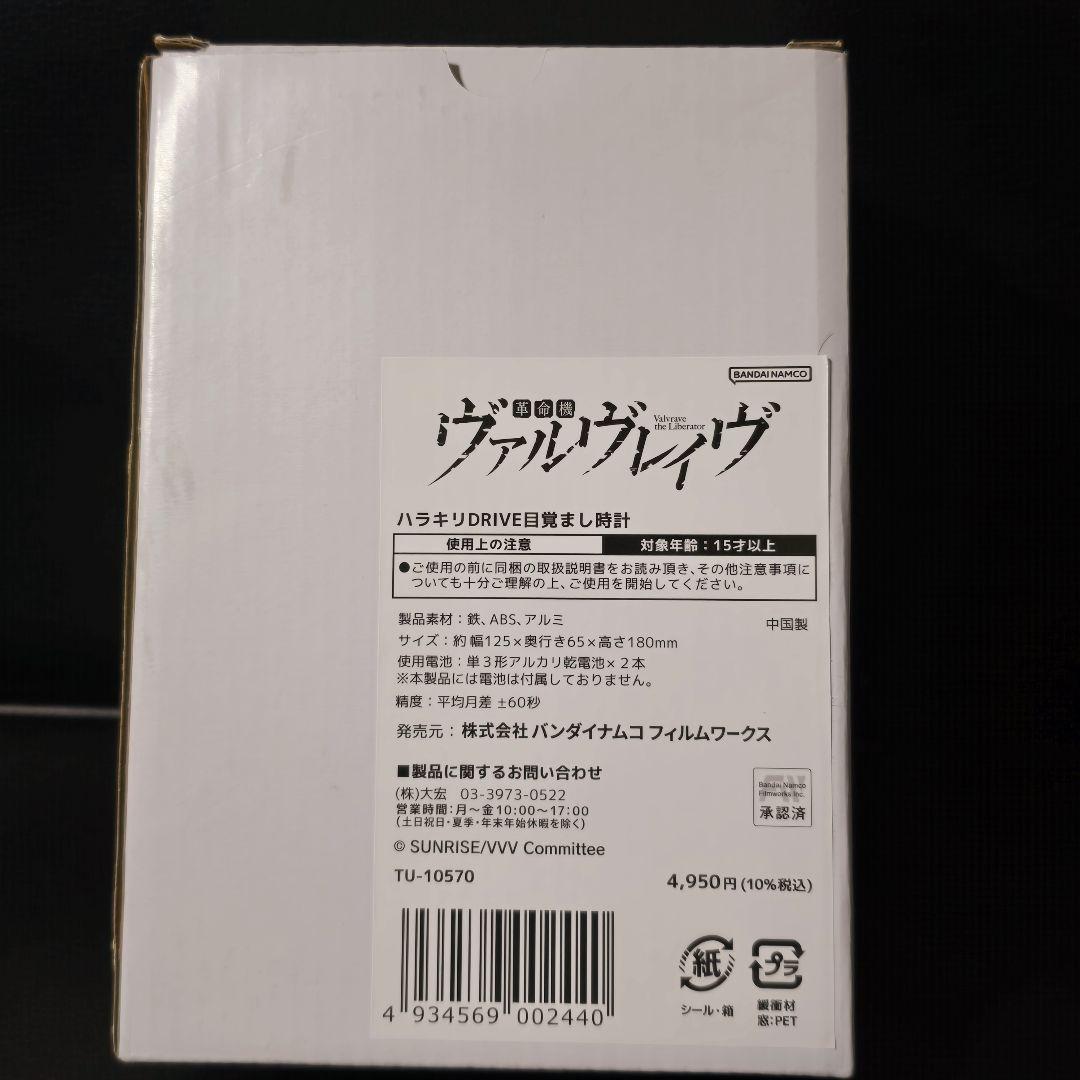 BANDAI NAMCO
革命機
ヴァルヴレイヴ
Valvrave
the Liberator
ハラキリDRIVE目覚まし時計
使用上の注意
対象年齢：15才以上
●ご使用の前に同梱の取扱説明書をお読み頂き、その他注意事項に
ついても十分ご理解の上、ご使用を開始してください。
製品素材：鉄、ABS、アルミ
中国製
サイズ：約 幅125×奥行き65×高さ180mm
使用電池：単３形アルカリ乾電池×２本
※本製品には電池は付属しておりません。
精度：平均月差 ±60秒
発売元：株式会社 バンダイナムコ フィルムワークス
■製品に関するお問い合わせ
(株)大宏 03-3973-0522
営業時間：月～金10:00～17:00
(土日祝日・夏季・年末年始休暇を除く)
Bandai Namco
Filmworks Inc.
承認済
© SUNRISE/VVV Committee
TU-10570
4,950円(10%税込)
4 934569 002440
紙
シール・箱
プラ
緩衝材
窓：PET